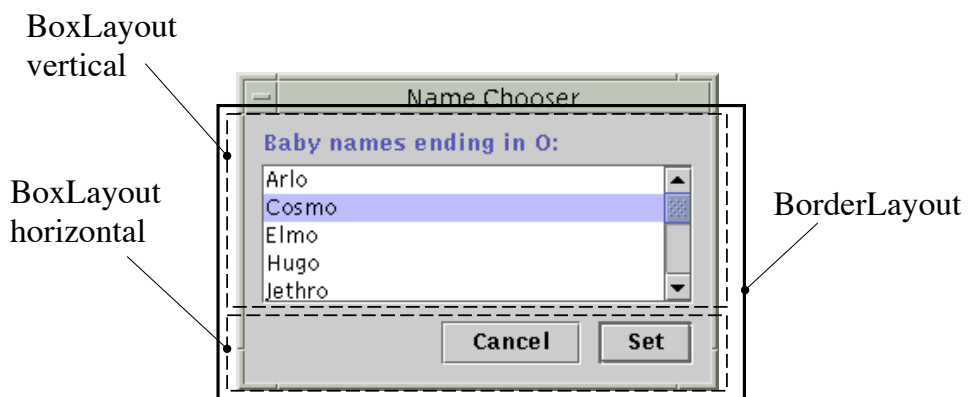 BoxLayout
vertical
Name Chooser
Baby names ending in O:
Arlo
Cosmo
Elmo
Hugo
Jethro
BoxLayout
horizontal
BorderLayout
Cancel
Set